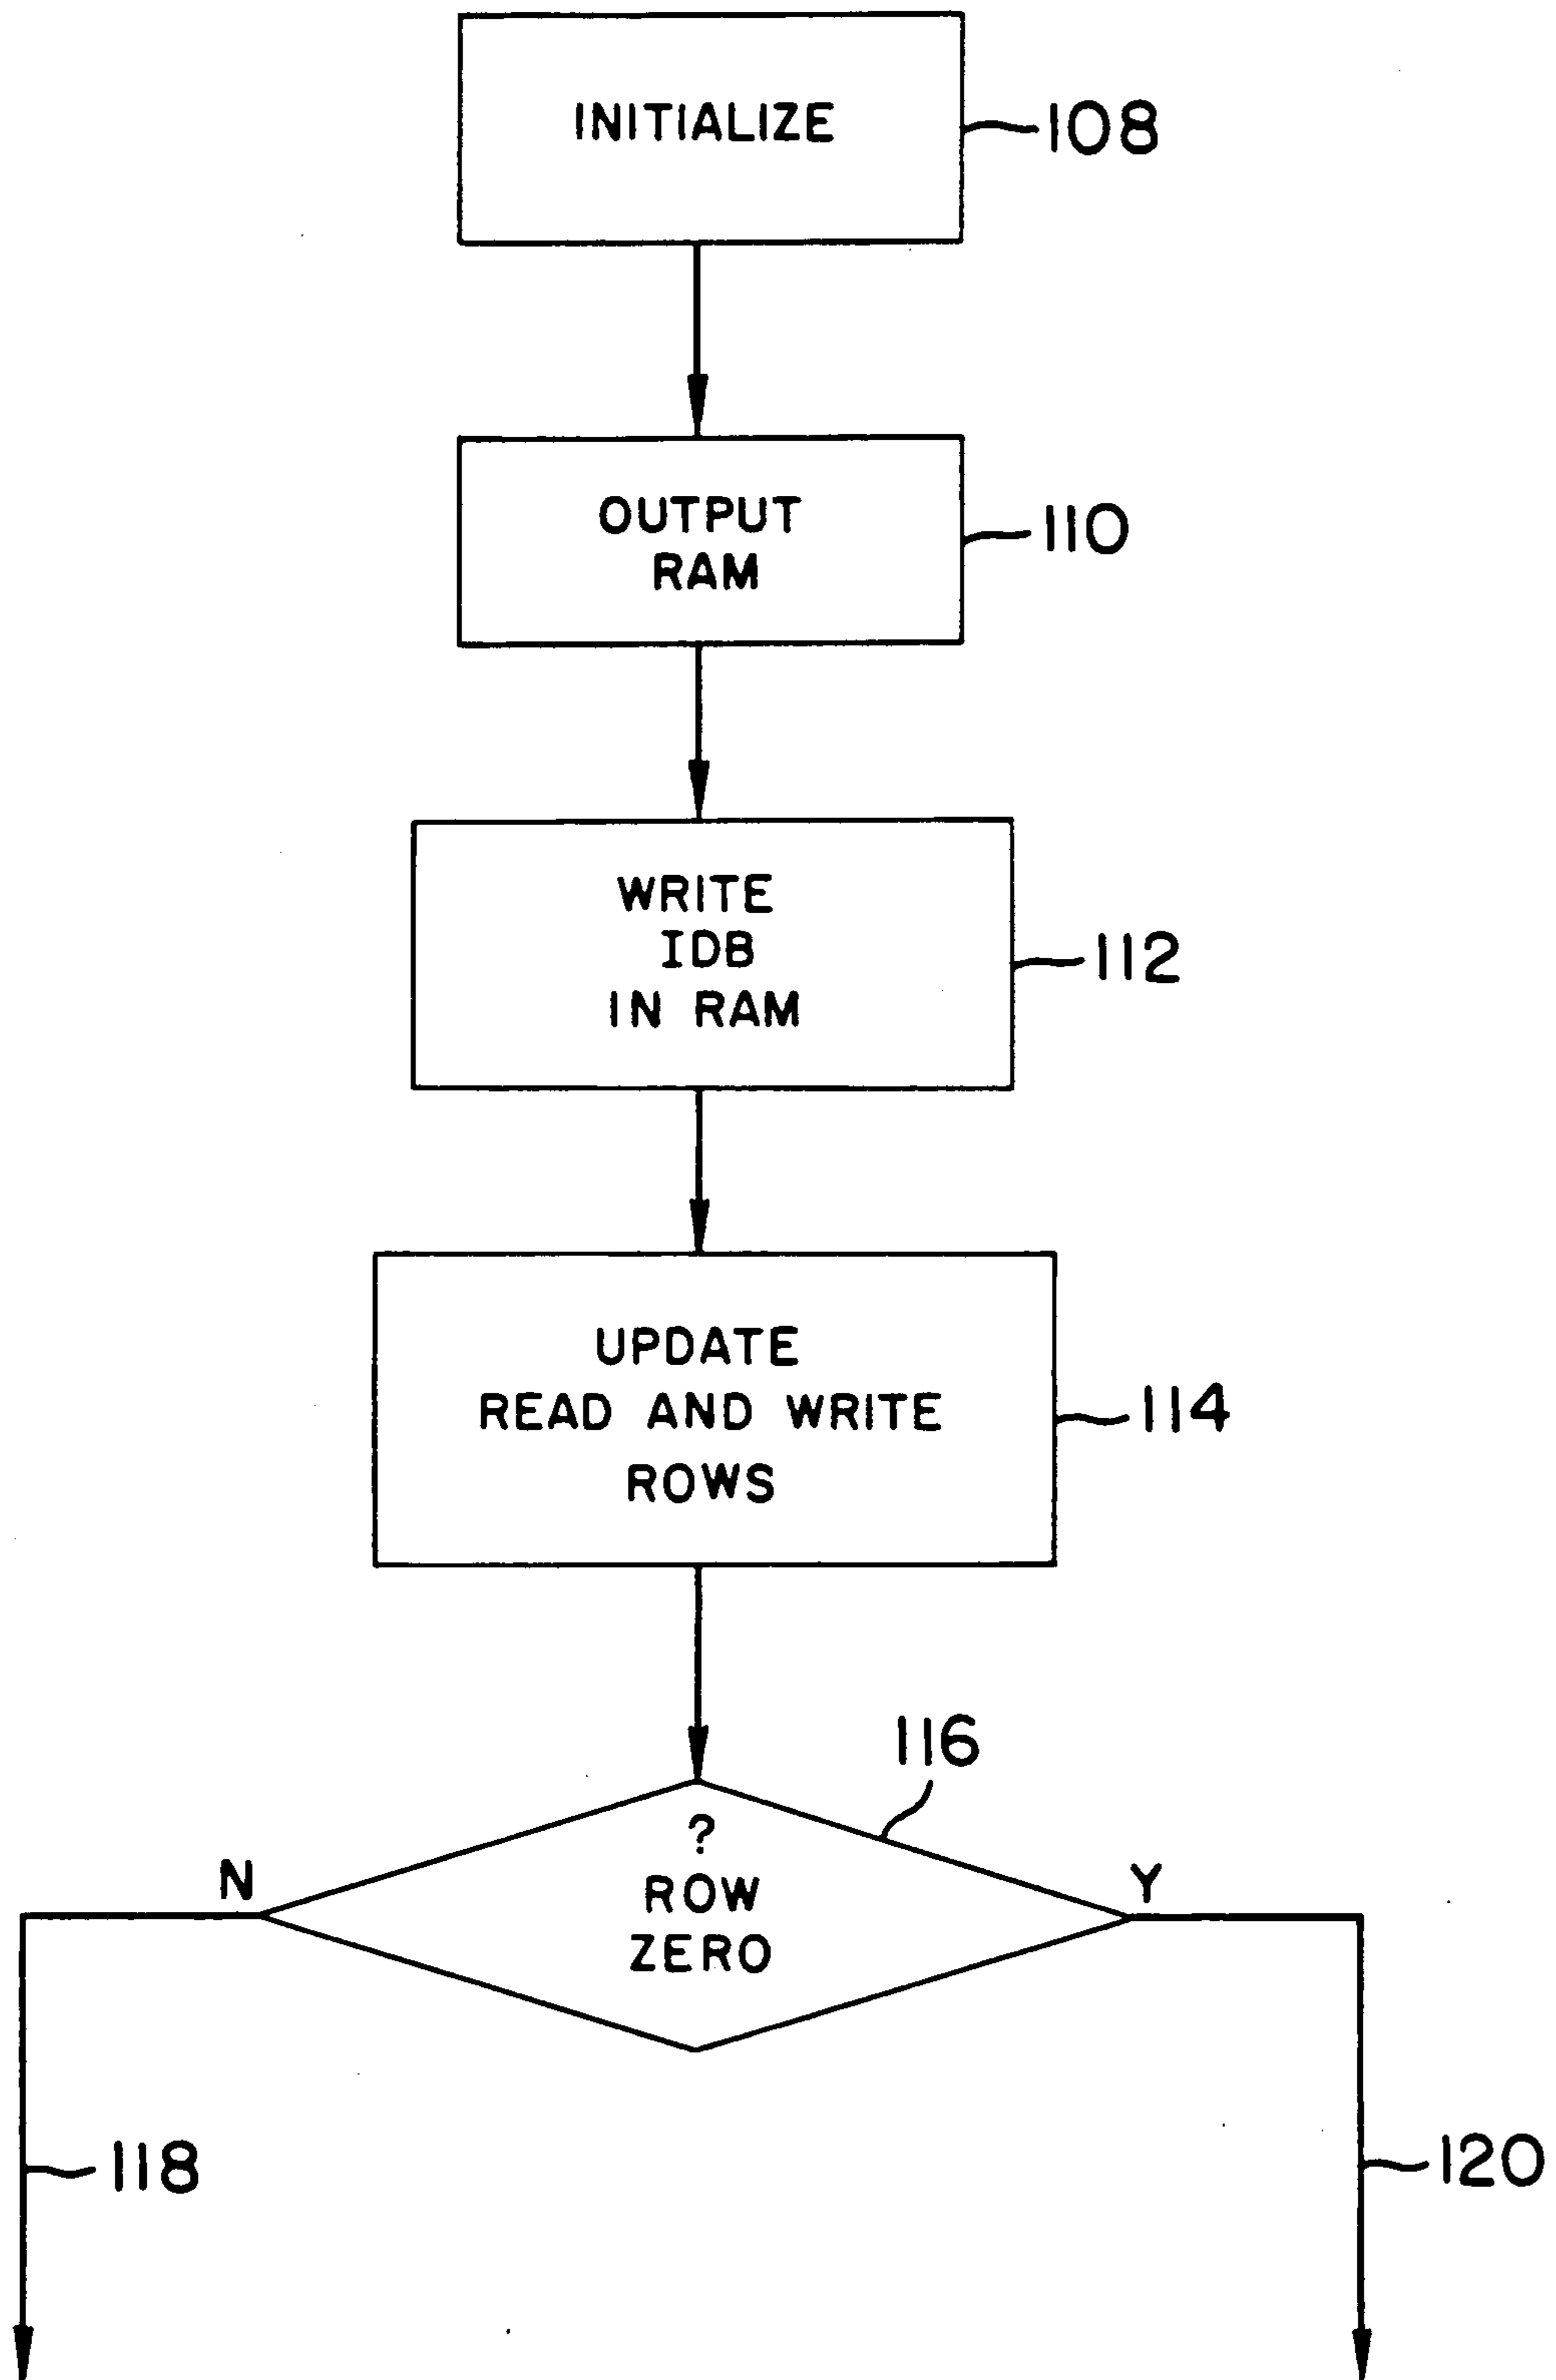 INITIALIZE
108
OUTPUT
RAM
110
WRITE
IDB
IN RAM
112
UPDATE
READ AND WRITE
ROWS
114
116
?
ROW
ZERO
N
Y
118
120